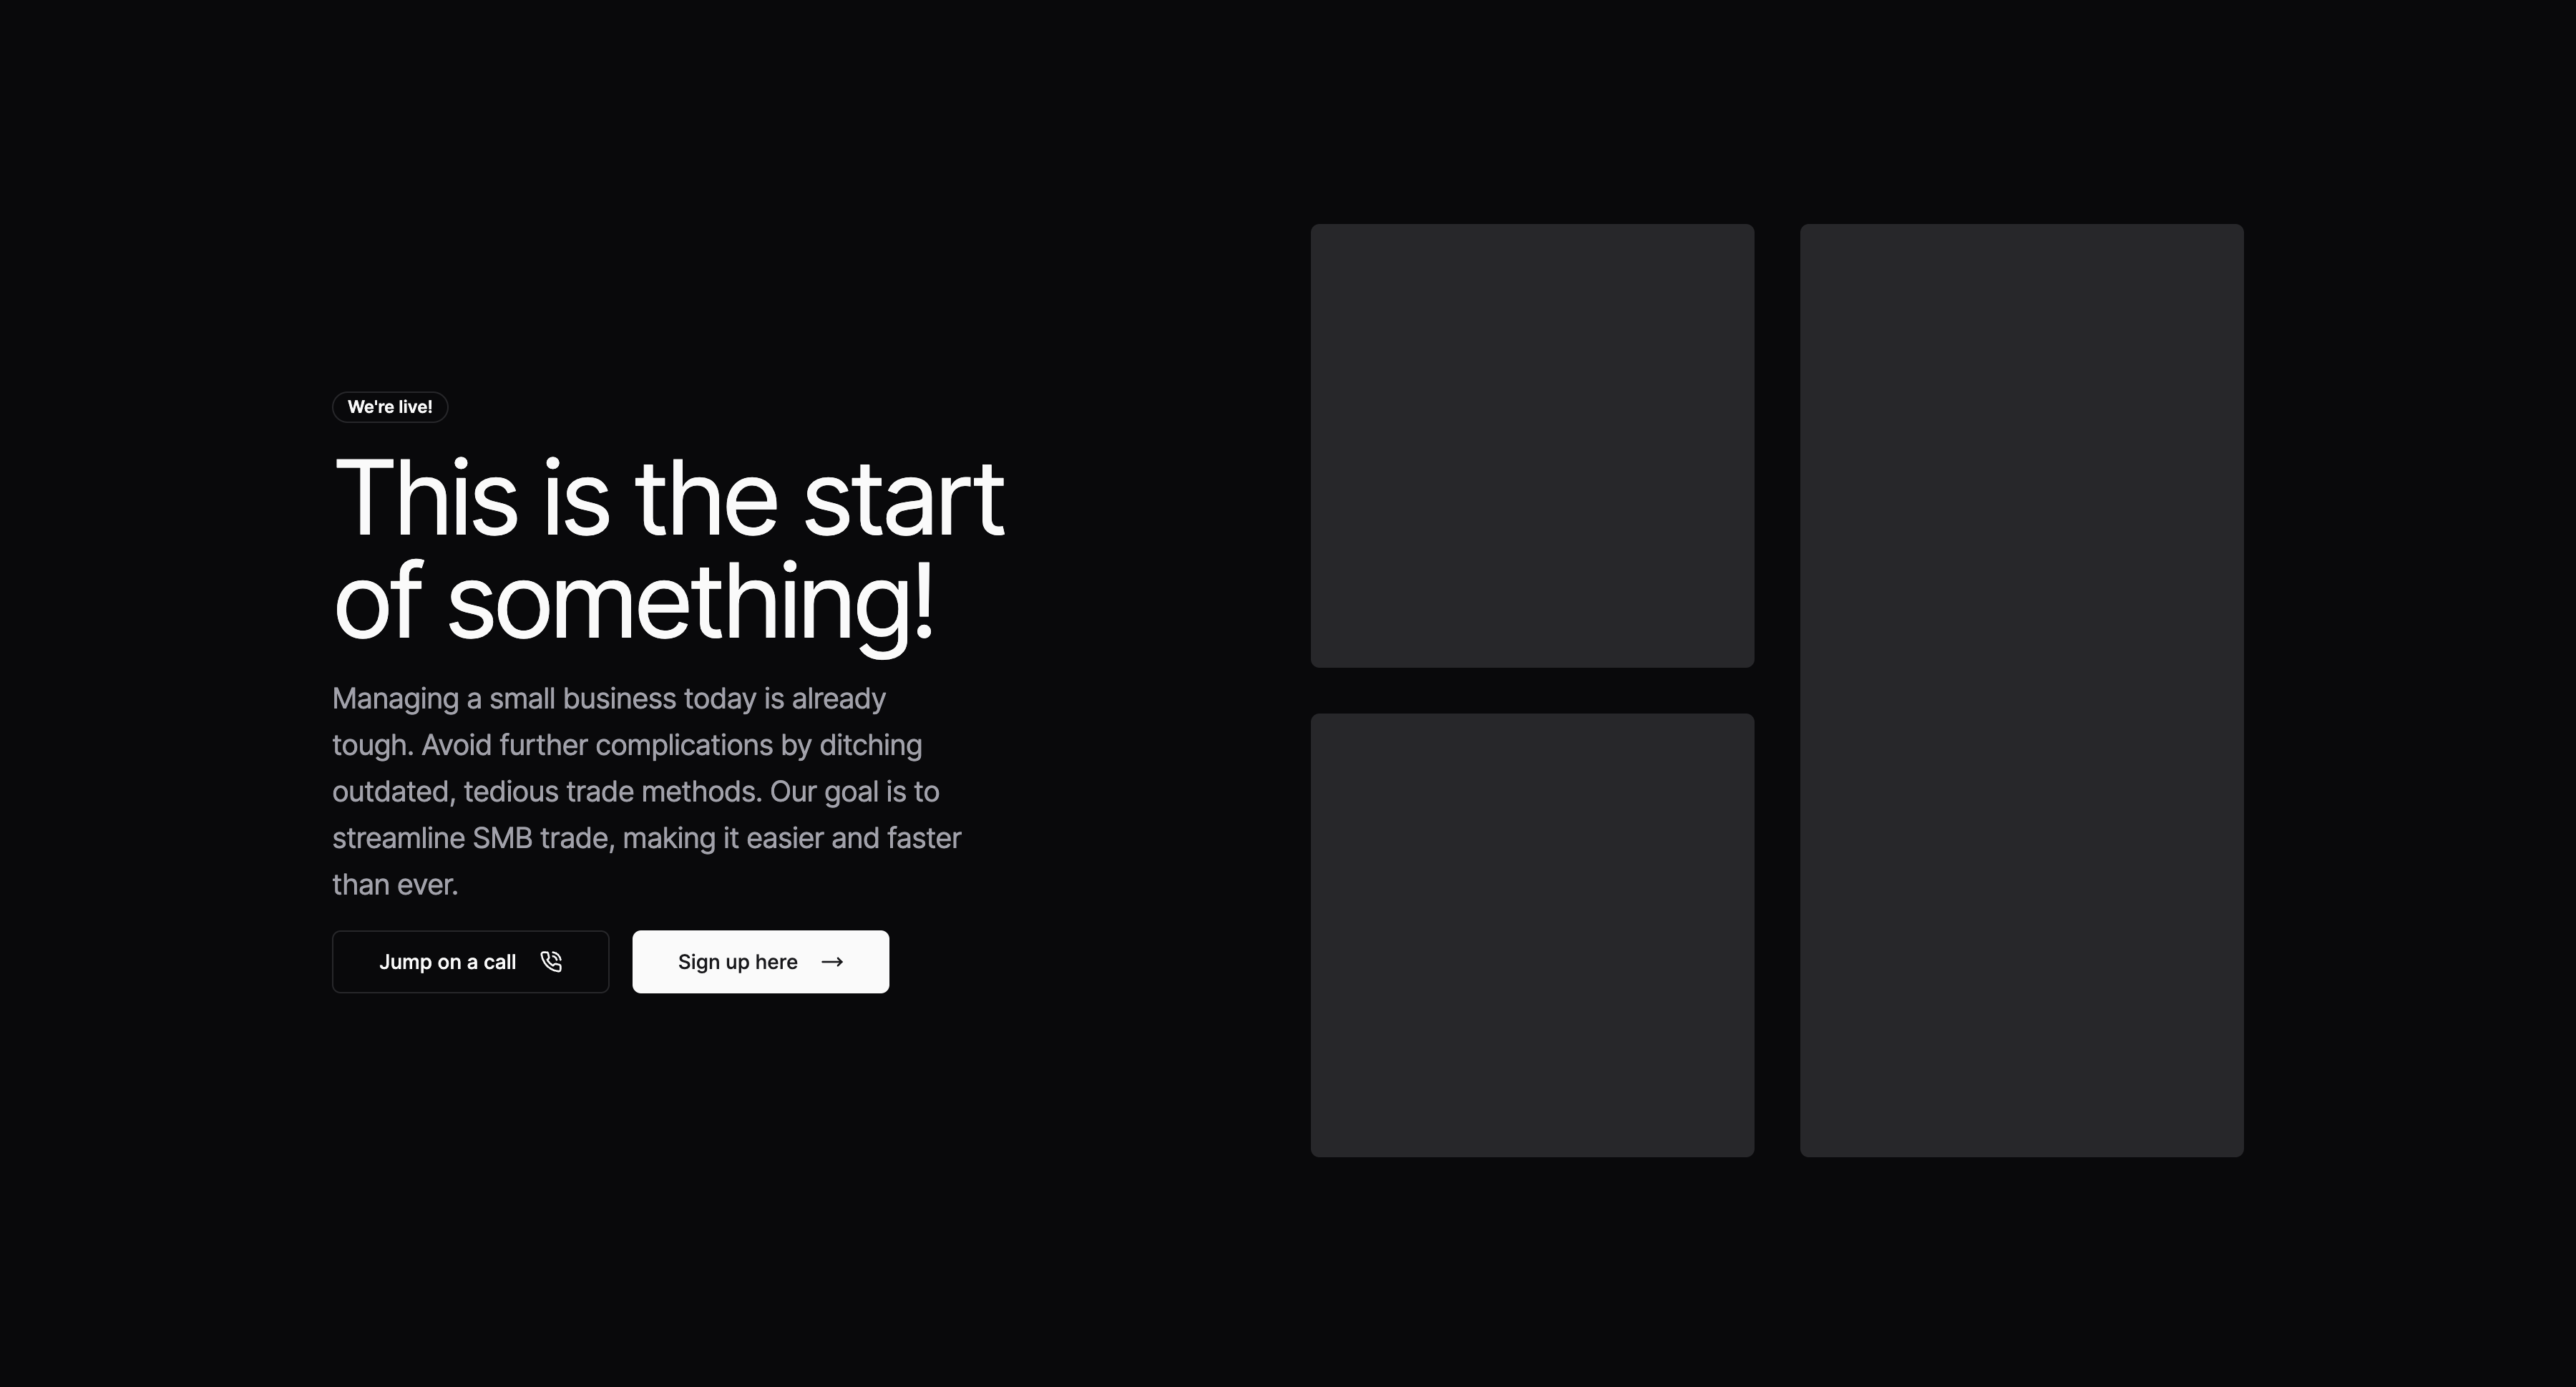 We're live!
This is the start
of something!
Managing a small business today is already
tough. Avoid further complications by ditching
outdated, tedious trade methods. Our goal is to
streamline SMB trade, making it easier and faster
than ever.
Jump on a call
Sign up here